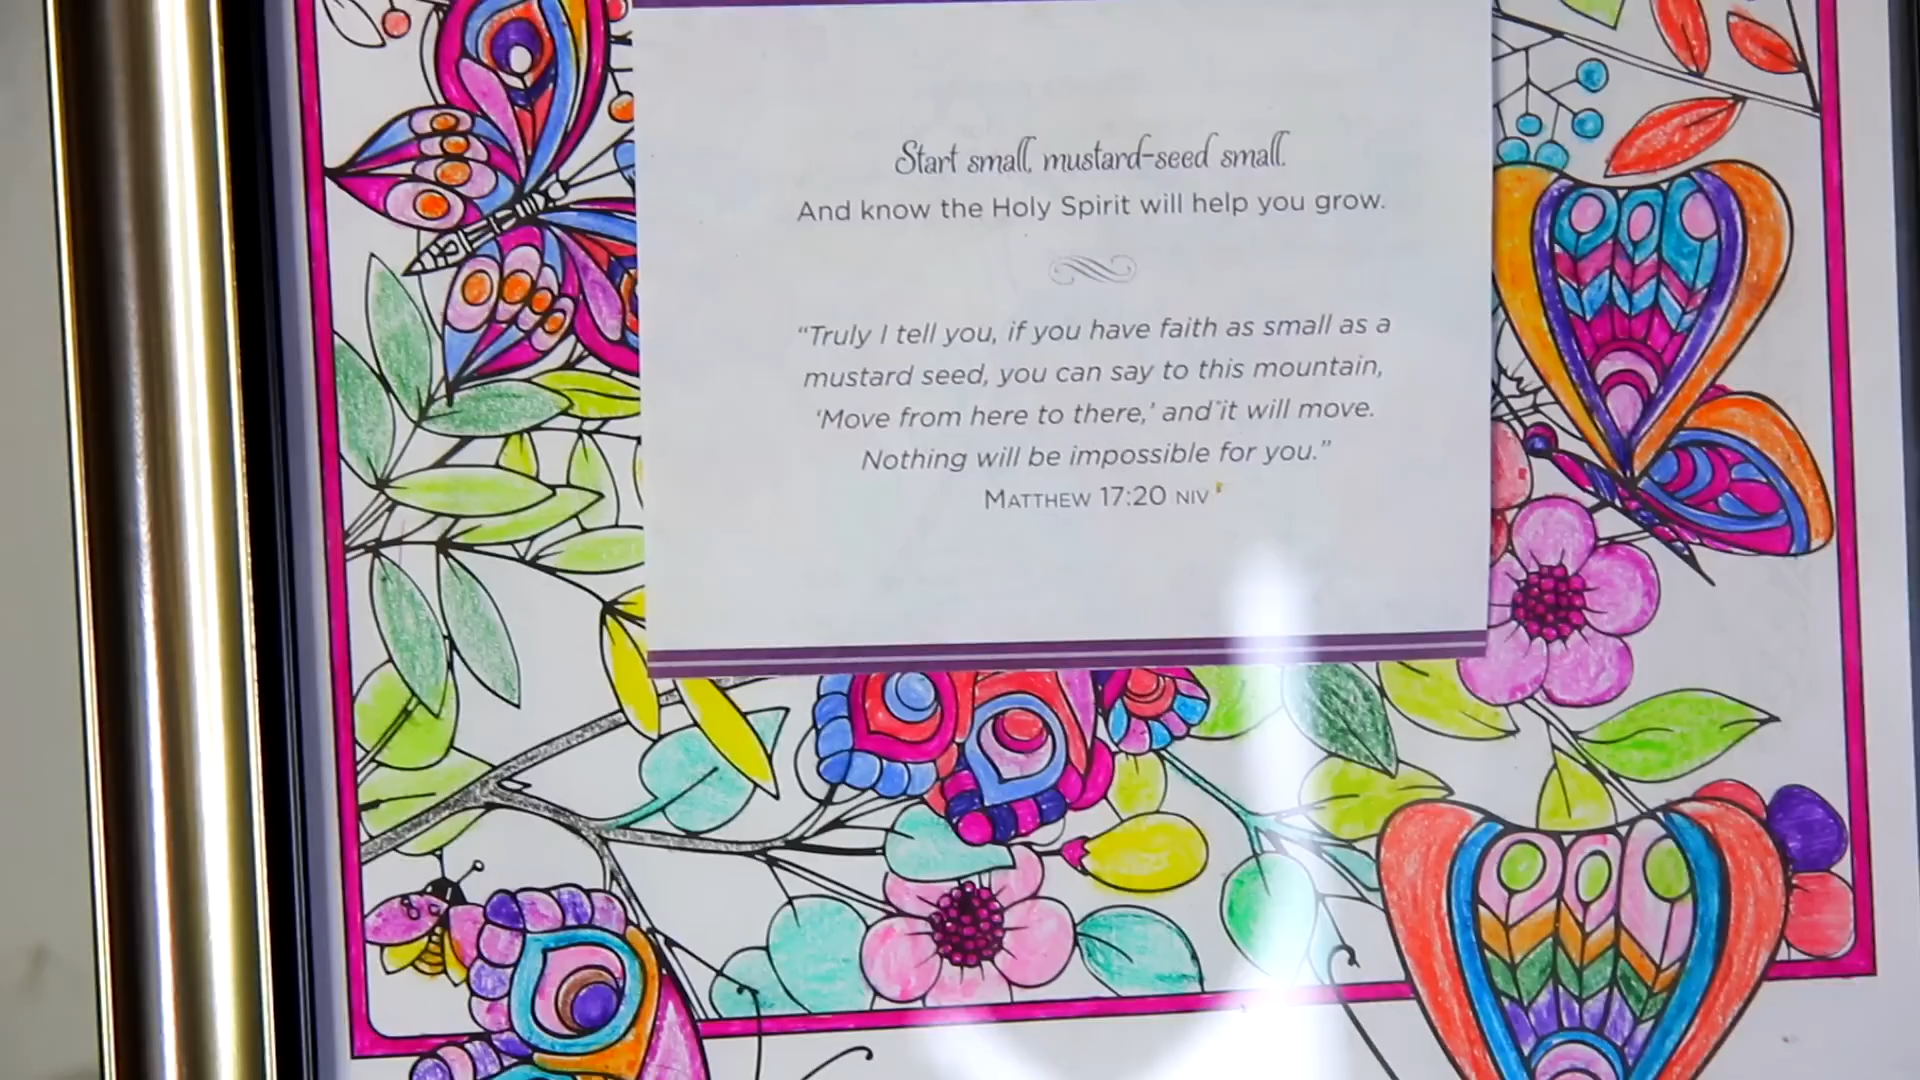 Start small, mustard-seed small.
And know the Holy Spirit will help you grow.
“Truly I tell you, if you have faith as small as a
mustard seed, you can say to this mountain,
‘Move from here to there,’ and it will move.
Nothing will be impossible for you.”
MATTHEW 17:20 NIV